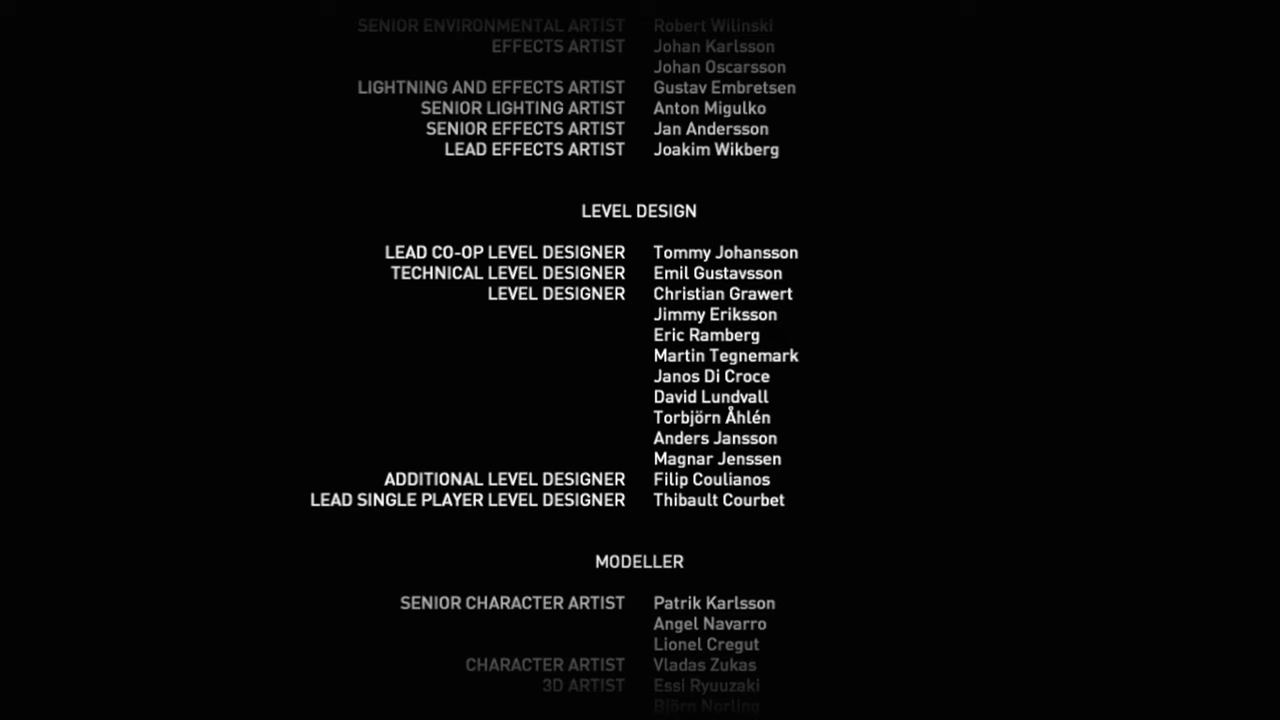 SENIOR ENVIRONMENTAL ARTIST Robert Wilinski
EFFECTS ARTIST Johan Karlsson
Johan Oscarsson
LIGHTNING AND EFFECTS ARTIST Gustav Embretsen
SENIOR LIGHTING ARTIST Anton Migulko
SENIOR EFFECTS ARTIST Jan Andersson
LEAD EFFECTS ARTIST Joakim Wikberg
LEVEL DESIGN
LEAD CO-OP LEVEL DESIGNER Tommy Johansson
TECHNICAL LEVEL DESIGNER Emil Gustavsson
LEVEL DESIGNER Christian Grawert
Jimmy Eriksson
Eric Ramberg
Martin Tegnemark
Janos Di Croce
David Lundvall
Torbjörn Åhlén
Anders Jansson
Magnar Jenssen
ADDITIONAL LEVEL DESIGNER Filip Coulianos
LEAD SINGLE PLAYER LEVEL DESIGNER Thibault Courbet
MODELLER
SENIOR CHARACTER ARTIST Patrik Karlsson
Angel Navarro
Lionel Cregut
CHARACTER ARTIST Vladas Zukas
3D ARTIST Essi Ryuuzaki
Björn Norling